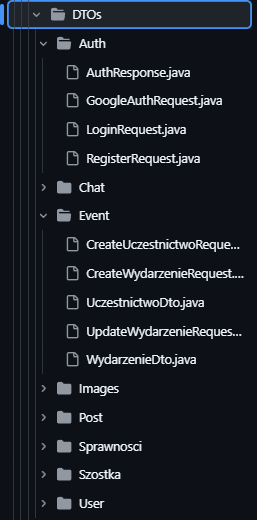 DTOs
Auth
AuthResponse.java
GoogleAuthRequest.java
LoginRequest.java
RegisterRequest.java
Chat
Event
CreateUczestnictwoReque...
CreateWydarzenieRequest....
UczestnictwoDto.java
UpdateWydarzenieReques...
WydarzenieDto.java
Images
Post
Sprawnosci
Szostka
User